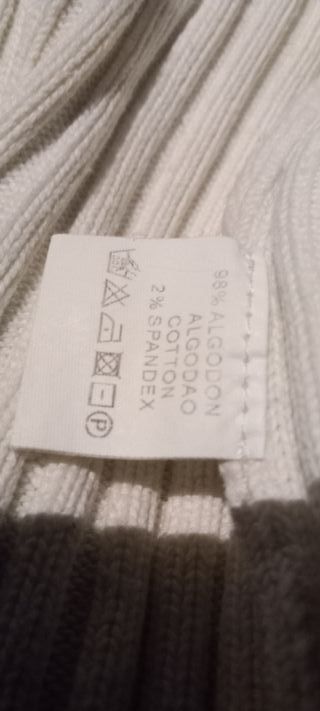 98% ALGODON
ALGODAO
COTTON
2% SPANDEX
P